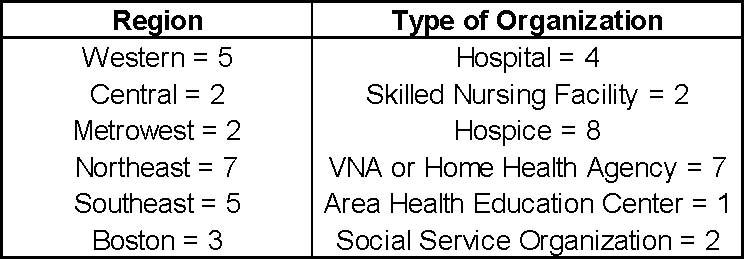 Region Type of Organization
Western = 5 Hospital = 4
Central = 2 Skilled Nursing Facility = 2
Metrowest = 2 Hospice = 8
Northeast = 7 VNA or Home Health Agency = 7
Southeast = 5 Area Health Education Center = 1
Boston = 3 Social Service Organization = 2